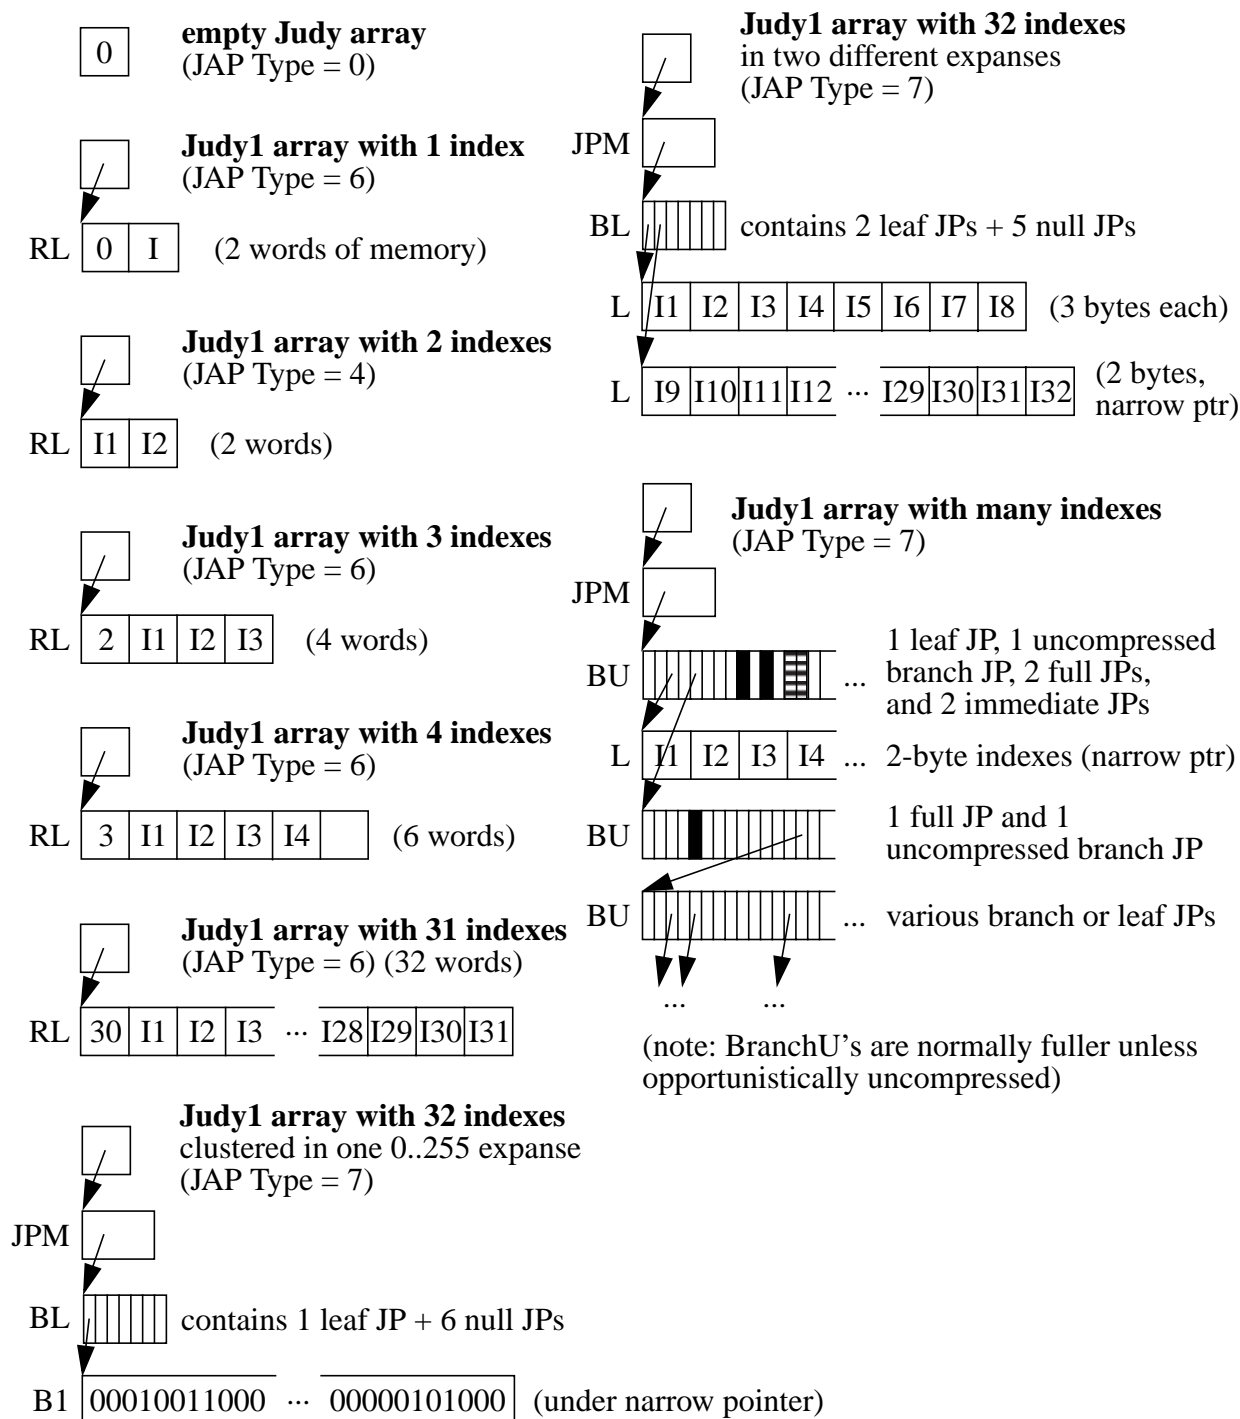 empty Judy array
(JAP Type = 0)
0
Judy1 array with 1 index
(JAP Type = 6)
RL 0 I (2 words of memory)
Judy1 array with 2 indexes
(JAP Type = 4)
RL I1 I2 (2 words)
Judy1 array with 3 indexes
(JAP Type = 6)
RL 2 I1 I2 I3 (4 words)
Judy1 array with 4 indexes
(JAP Type = 6)
RL 3 I1 I2 I3 I4 (6 words)
Judy1 array with 31 indexes
(JAP Type = 6) (32 words)
RL 30 I1 I2 I3 ... I28 I29 I30 I31
Judy1 array with 32 indexes
clustered in one 0..255 expanse
(JAP Type = 7)
JPM
BL contains 1 leaf JP + 6 null JPs
B1 00010011000 ... 00000101000 (under narrow pointer)
Judy1 array with 32 indexes
in two different expanses
(JAP Type = 7)
JPM
BL contains 2 leaf JPs + 5 null JPs
L I1 I2 I3 I4 I5 I6 I7 I8 (3 bytes each)
L I9 I10 I11 I12 ... I29 I30 I31 I32 (2 bytes,
narrow ptr)
Judy1 array with many indexes
(JAP Type = 7)
JPM
1 leaf JP, 1 uncompressed
BU ... branch JP, 2 full JPs,
and 2 immediate JPs
L I1 I2 I3 I4 ... 2-byte indexes (narrow ptr)
1 full JP and 1
BU uncompressed branch JP
BU ... various branch or leaf JPs
... ...
(note: BranchU's are normally fuller unless
opportunistically uncompressed)